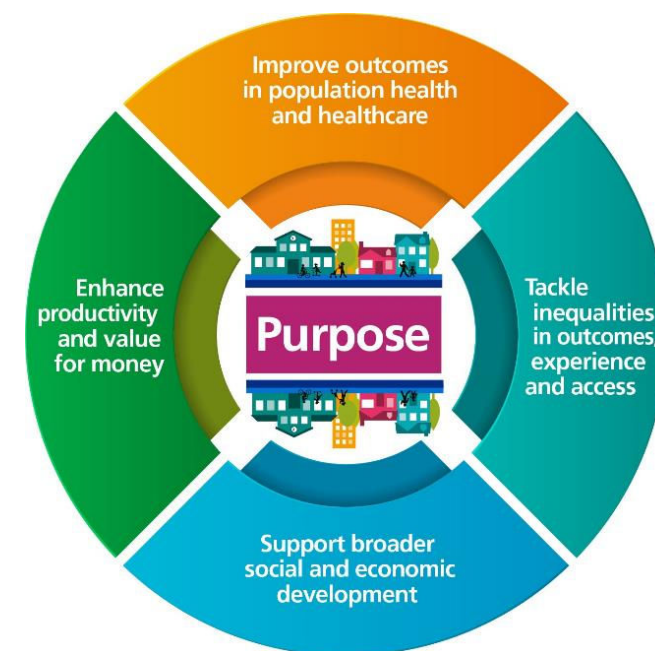 Improve outcomes
in population health
and healthcare
Enhance
productivity
and value
for money
Purpose
Tackle
inequalities
in outcomes,
experience
and access
Support broader
social and economic
development